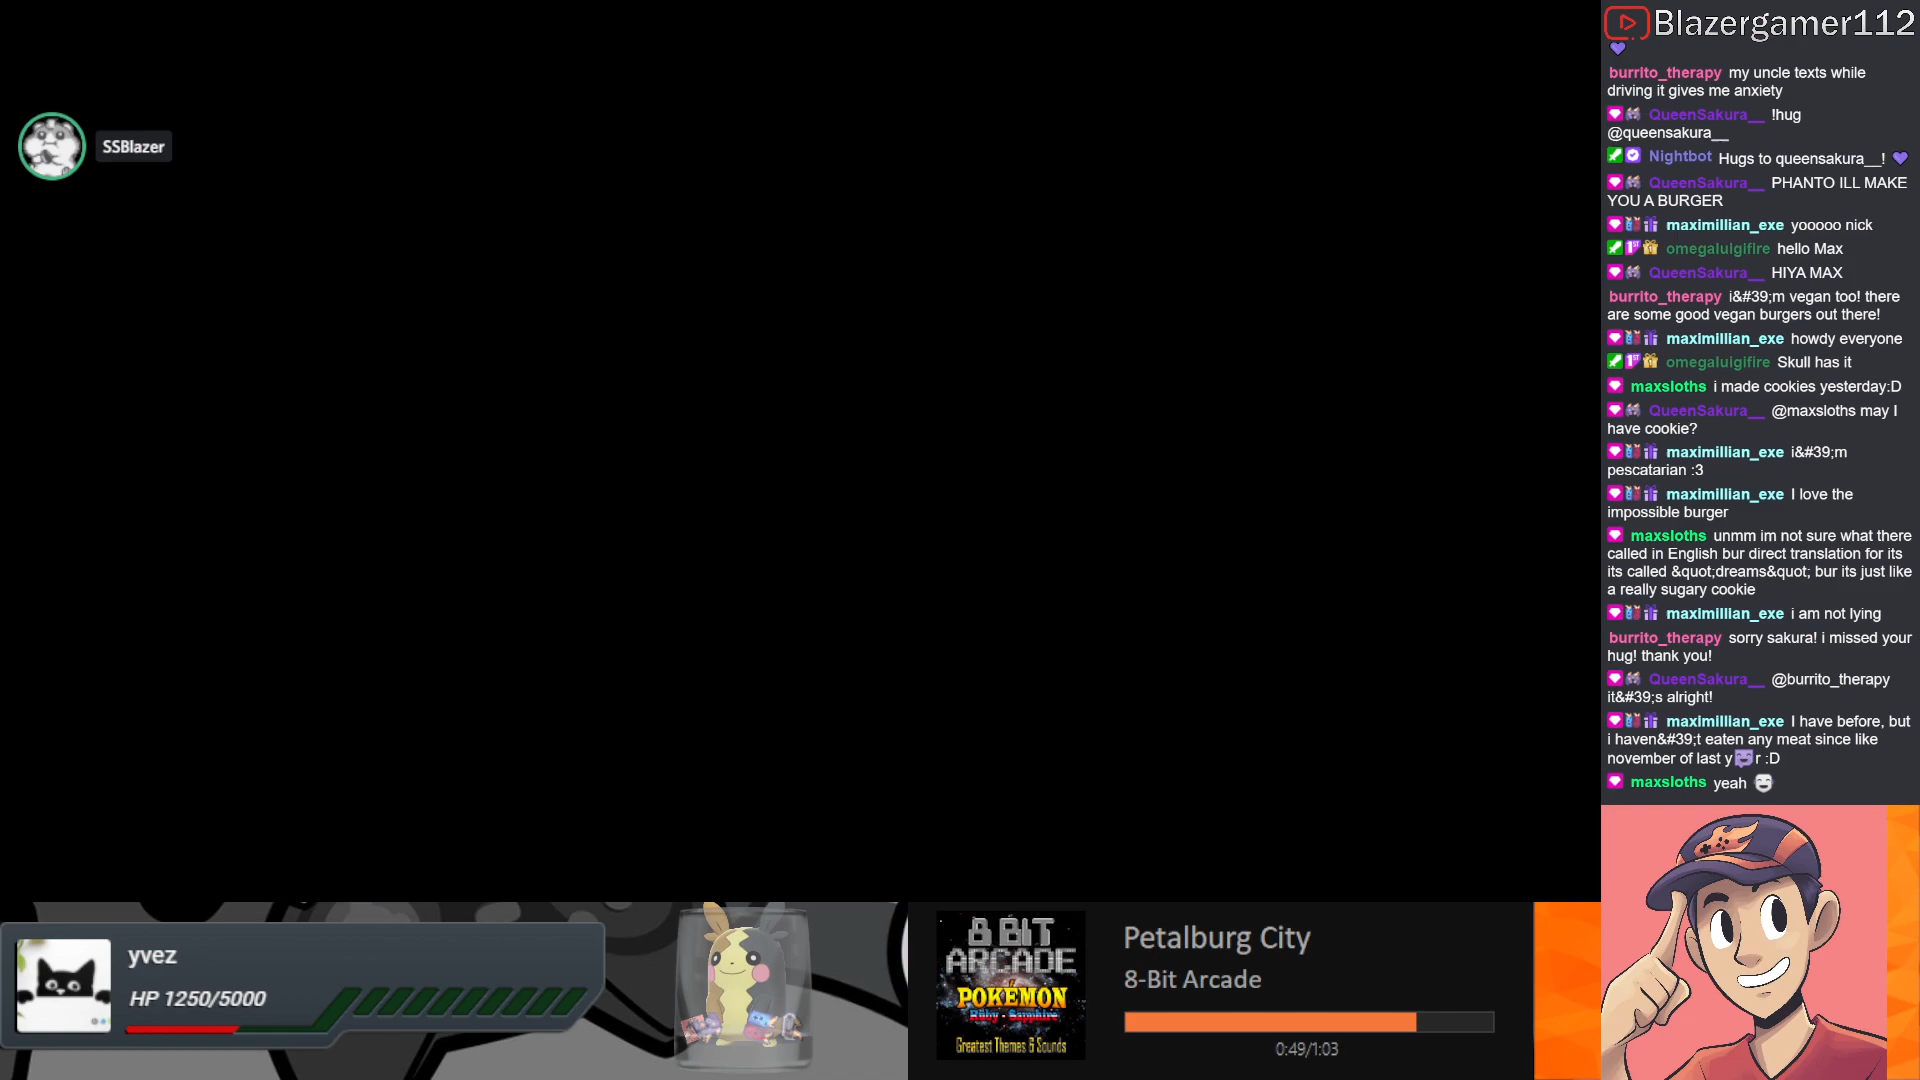 Blazergamer112
burrito_therapy my uncle texts while
driving it gives me anxiety
QueenSakura__ !hug
@queensakura__
Nightbot Hugs to queensakura__!
QueenSakura__ PHANTO ILL MAKE
YOU A BURGER
maximillian_exe yooooo nick
omegaluigifire hello Max
QueenSakura__ HIYA MAX
burrito_therapy i&#39;m vegan too! there
are some good vegan burgers out there!
maximillian_exe howdy everyone
omegaluigifire Skull has it
maxsloths i made cookies yesterday:D
QueenSakura__ @maxsloths may I
have cookie?
maximillian_exe i&#39;m
pescatarian :3
maximillian_exe I love the
impossible burger
maxsloths unmm im not sure what there
called in English bur direct translation for its
its called &quot;dreams&quot; bur its just like
a really sugary cookie
maximillian_exe i am not lying
burrito_therapy sorry sakura! i missed your
hug! thank you!
QueenSakura__ @burrito_therapy
it&#39;s alright!
maximillian_exe I have before, but
i haven&#39;t eaten any meat since like
november of last y r :D
maxsloths yeah
SSBlazer
yvez
HP 1250/5000
8 BIT
ARCADE
POKEMON
Ruby - Sapphire
Greatest Themes & Sounds
Petalburg City
8-Bit Arcade
0:49/1:03